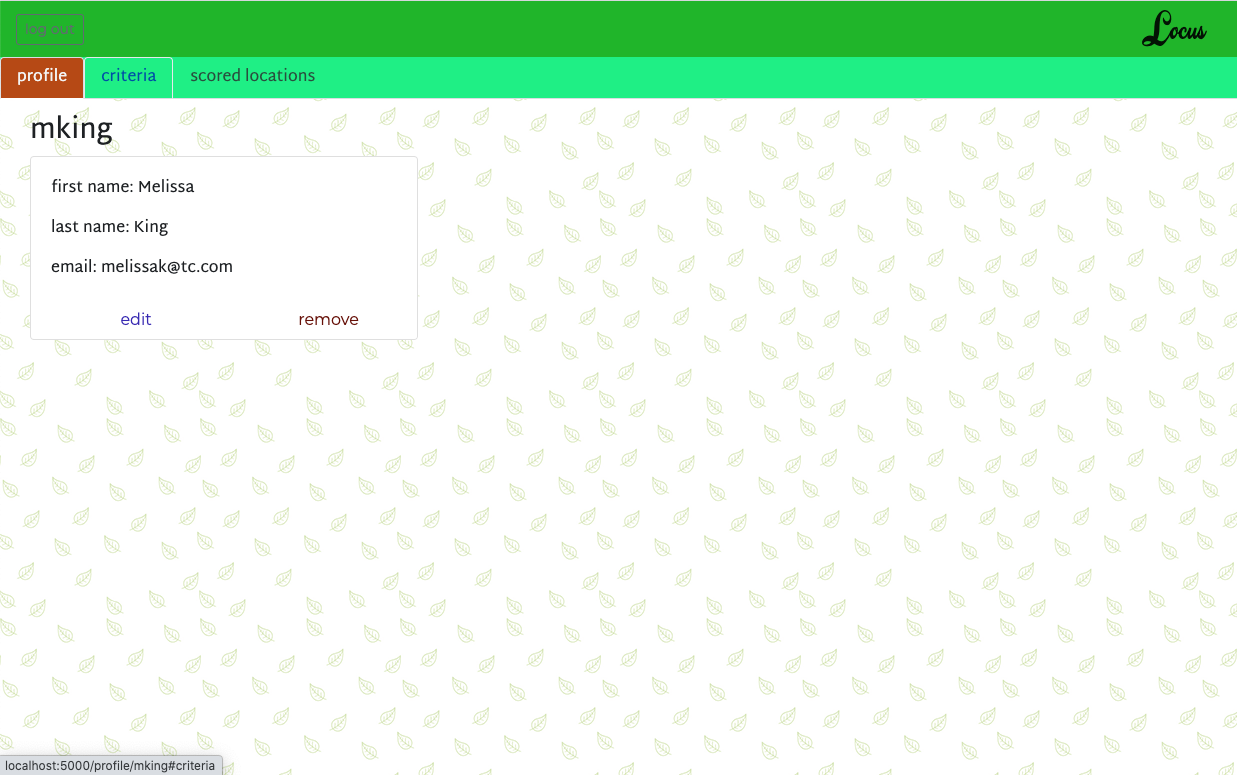 log out
Locus
profile criteria scored locations
mking
first name: Melissa
last name: King
email: melissak@tc.com
edit remove
localhost:5000/profile/mking#criteria